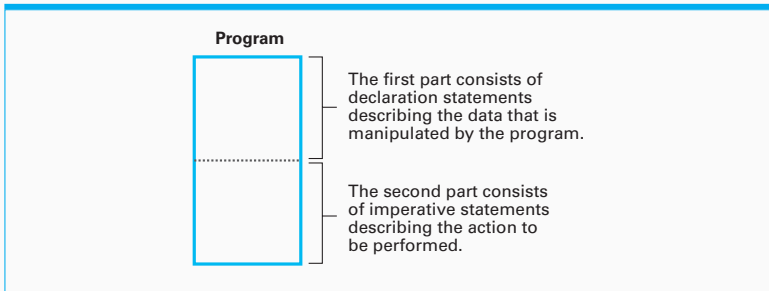 Program
The first part consists of
declaration statements
describing the data that is
manipulated by the program.
The second part consists
of imperative statements
describing the action to
be performed.